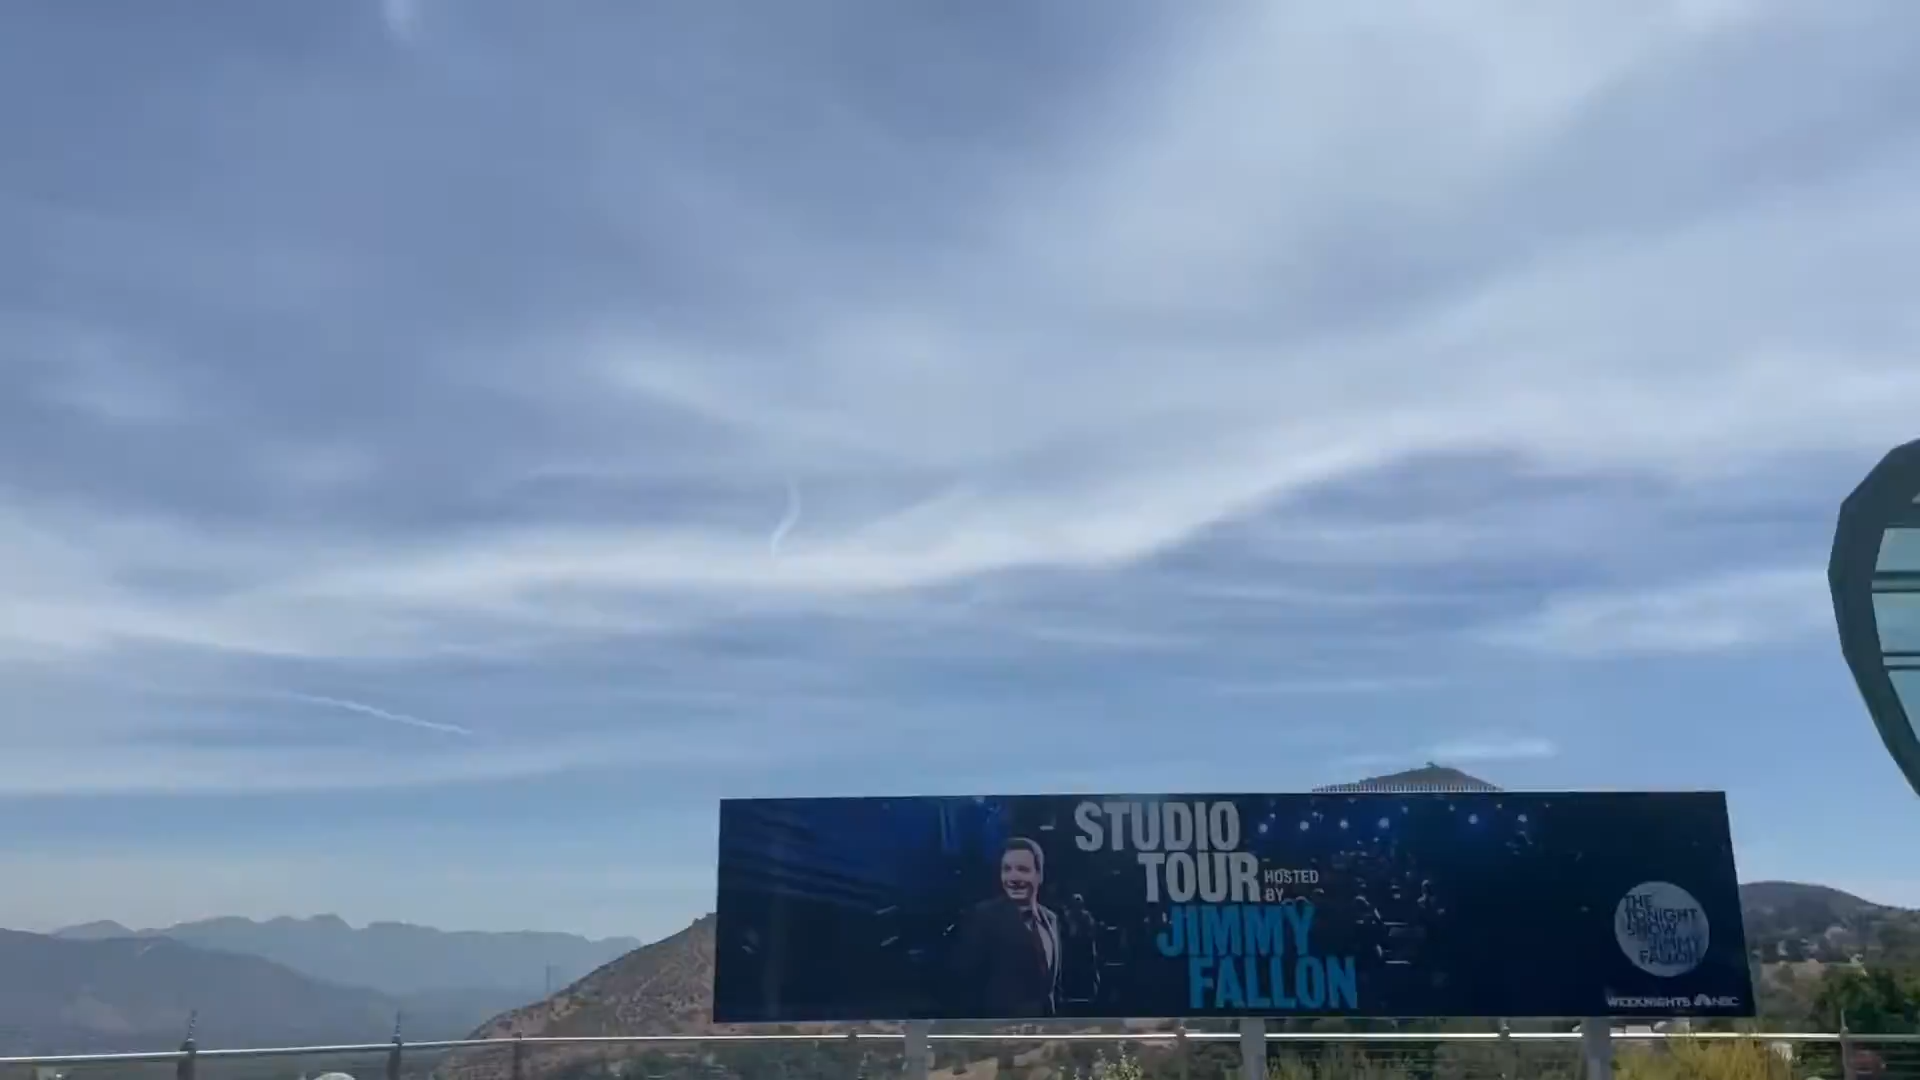 STUDIO
TOUR HOSTED
BY
JIMMY
FALLON
THE
TONIGHT
SHOW
JIMMY
FALLON
WEEKNIGHTS NBC